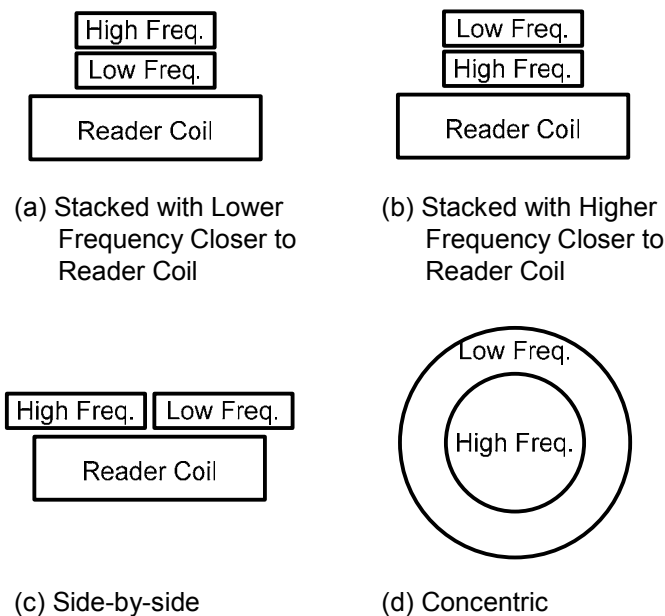 High Freq.
Low Freq.
Reader Coil
(a) Stacked with Lower
Frequency Closer to
Reader Coil
Low Freq.
High Freq.
Reader Coil
(b) Stacked with Higher
Frequency Closer to
Reader Coil
High Freq.
Low Freq.
Reader Coil
(c) Side-by-side
Low Freq.
High Freq.
(d) Concentric